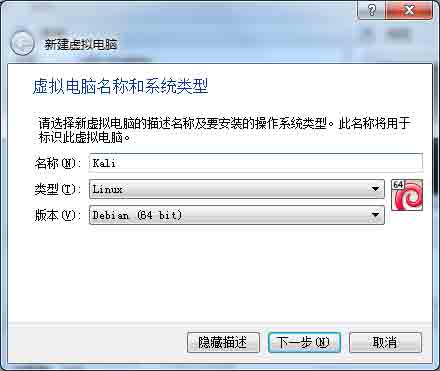 新建虚拟电脑
虚拟电脑名称和系统类型
请选择新虚拟电脑的描述名称及要安装的操作系统类型。此名称将用于
标识此虚拟电脑。
名称(N): Kali
类型(T): Linux
64
版本(V): Debian (64 bit)
隐藏描述 下一步(N) 取消